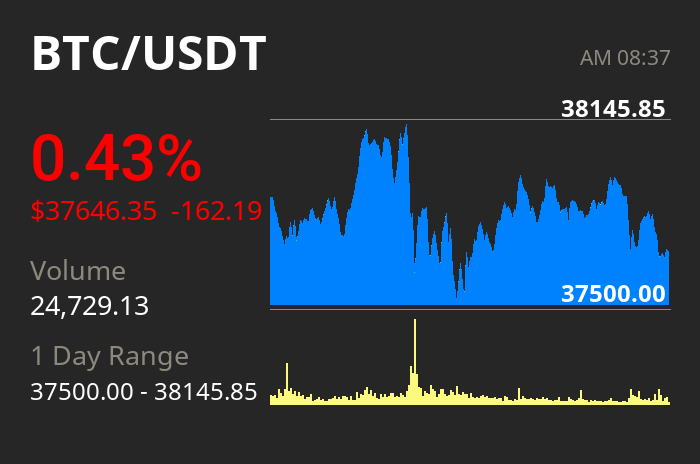 BTC/USDT
AM 08:37
38145.85
0.43%
$37646.35 -162.19
Volume
24,729.13
37500.00
1 Day Range
37500.00 - 38145.85